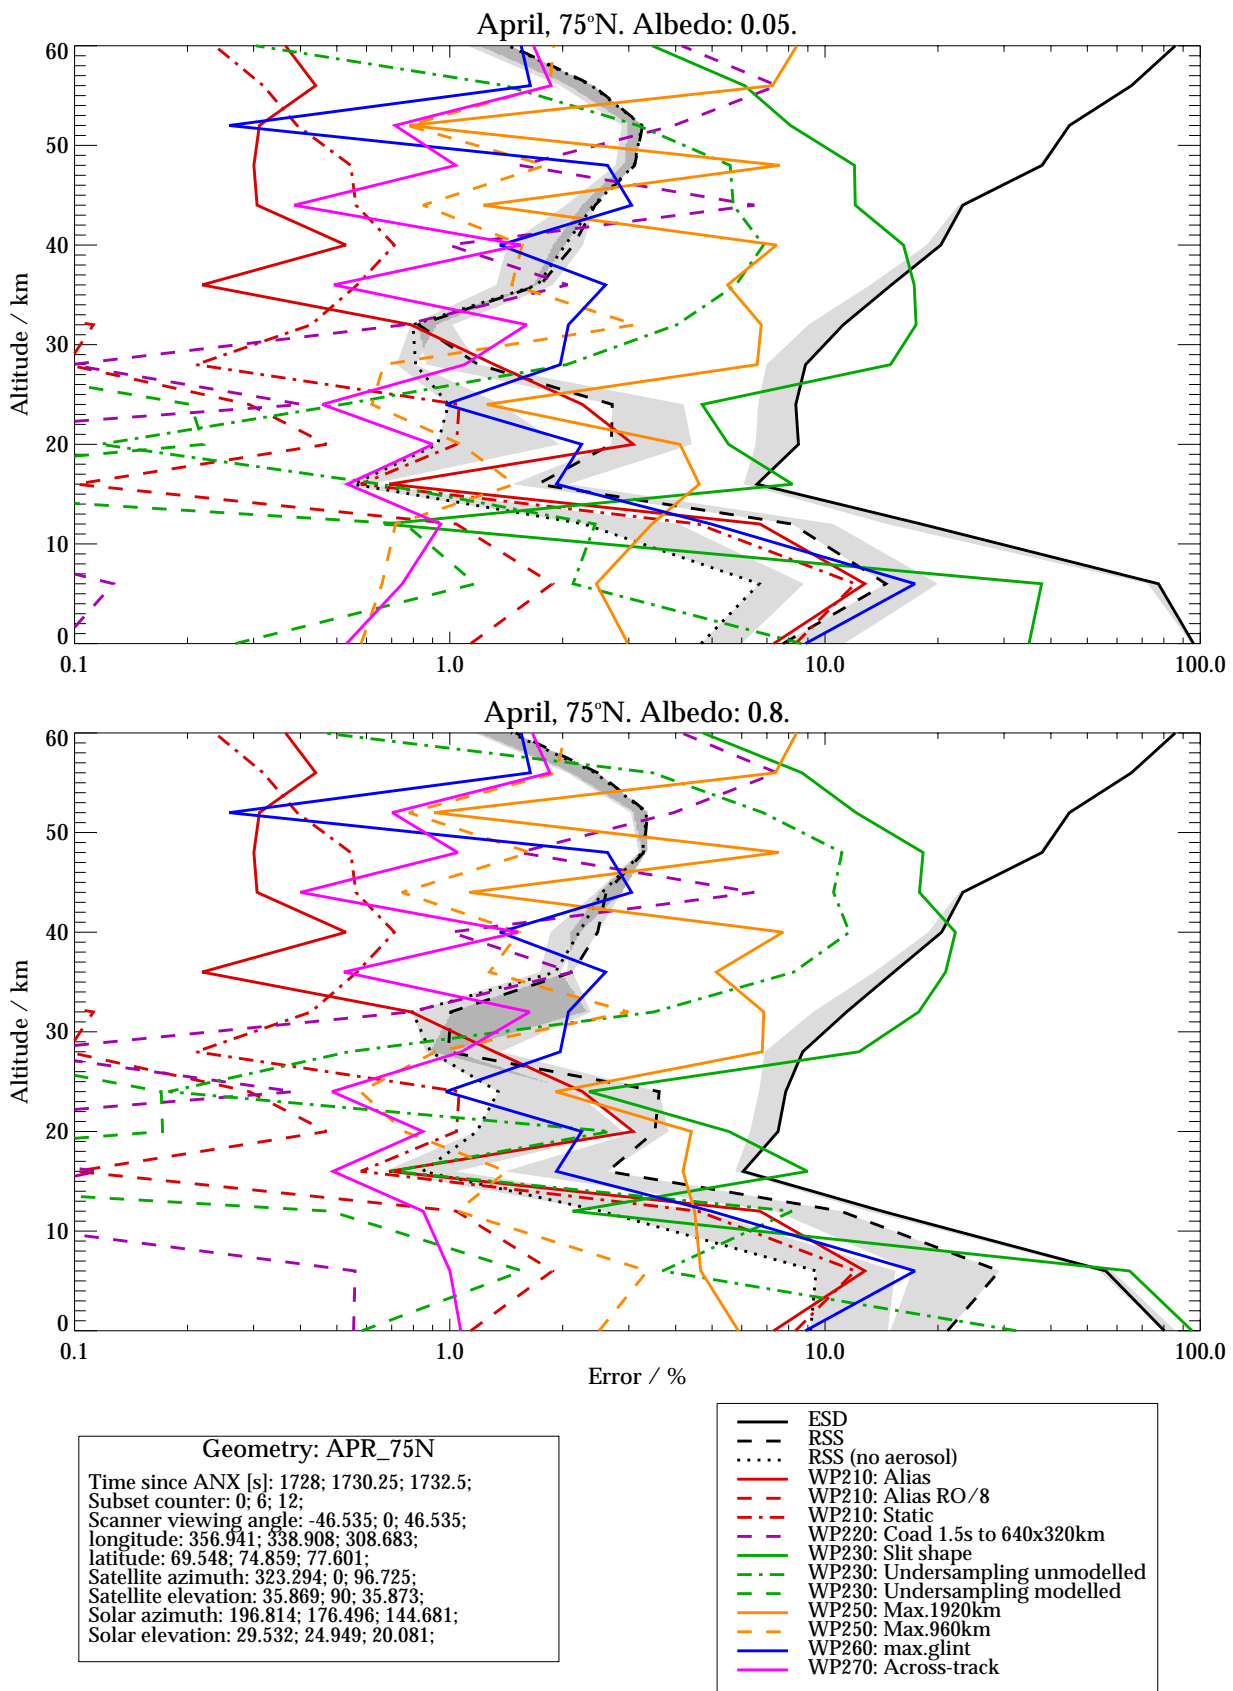 April, 75°N. Albedo: 0.05.
60
50
40
30
20
10
0
Altitude / km
0.1 1.0 10.0 100.0
April, 75°N. Albedo: 0.8.
60
50
40
30
20
10
0
Altitude / km
0.1 1.0 10.0 100.0
Error / %
Geometry: APR_75N
Time since ANX [s]: 1728; 1730.25; 1732.5;
Subset counter: 0; 6; 12;
Scanner viewing angle: -46.535; 0; 46.535;
longitude: 356.941; 338.908; 308.683;
latitude: 69.548; 74.859; 77.601;
Satellite azimuth: 323.294; 0; 96.725;
Satellite elevation: 35.869; 90; 35.873;
Solar azimuth: 196.814; 176.496; 144.681;
Solar elevation: 29.532; 24.949; 20.081;
ESD
RSS
RSS (no aerosol)
WP210: Alias
WP210: Alias RO/8
WP210: Static
WP220: Coad 1.5s to 640x320km
WP230: Slit shape
WP230: Undersampling unmodelled
WP230: Undersampling modelled
WP250: Max.1920km
WP250: Max.960km
WP260: max.glint
WP270: Across-track